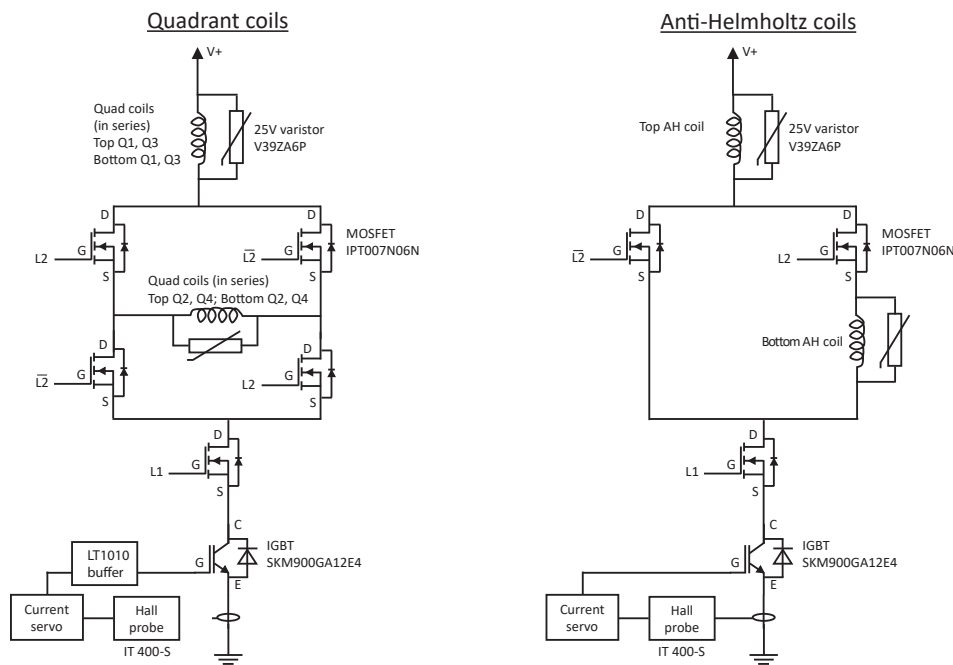 Quadrant coils
V+
Quad coils
(in series)
Top Q1, Q3
Bottom Q1, Q3
25V varistor
V39ZA6P
D
G
L2
S
D
G
L2̅
S
MOSFET
IPT007N06N
Quad coils (in series)
Top Q2, Q4; Bottom Q2, Q4
D
G
L2̅
S
D
G
L2
S
D
G
L1
S
C
G
E
IGBT
SKM900GA12E4
LT1010
buffer
Current
servo
Hall
probe
IT 400-S
Anti-Helmholtz coils
V+
Top AH coil
25V varistor
V39ZA6P
D
G
L2̅
S
D
G
L2
S
MOSFET
IPT007N06N
Bottom AH coil
D
G
L1
S
C
G
E
IGBT
SKM900GA12E4
Current
servo
Hall
probe
IT 400-S